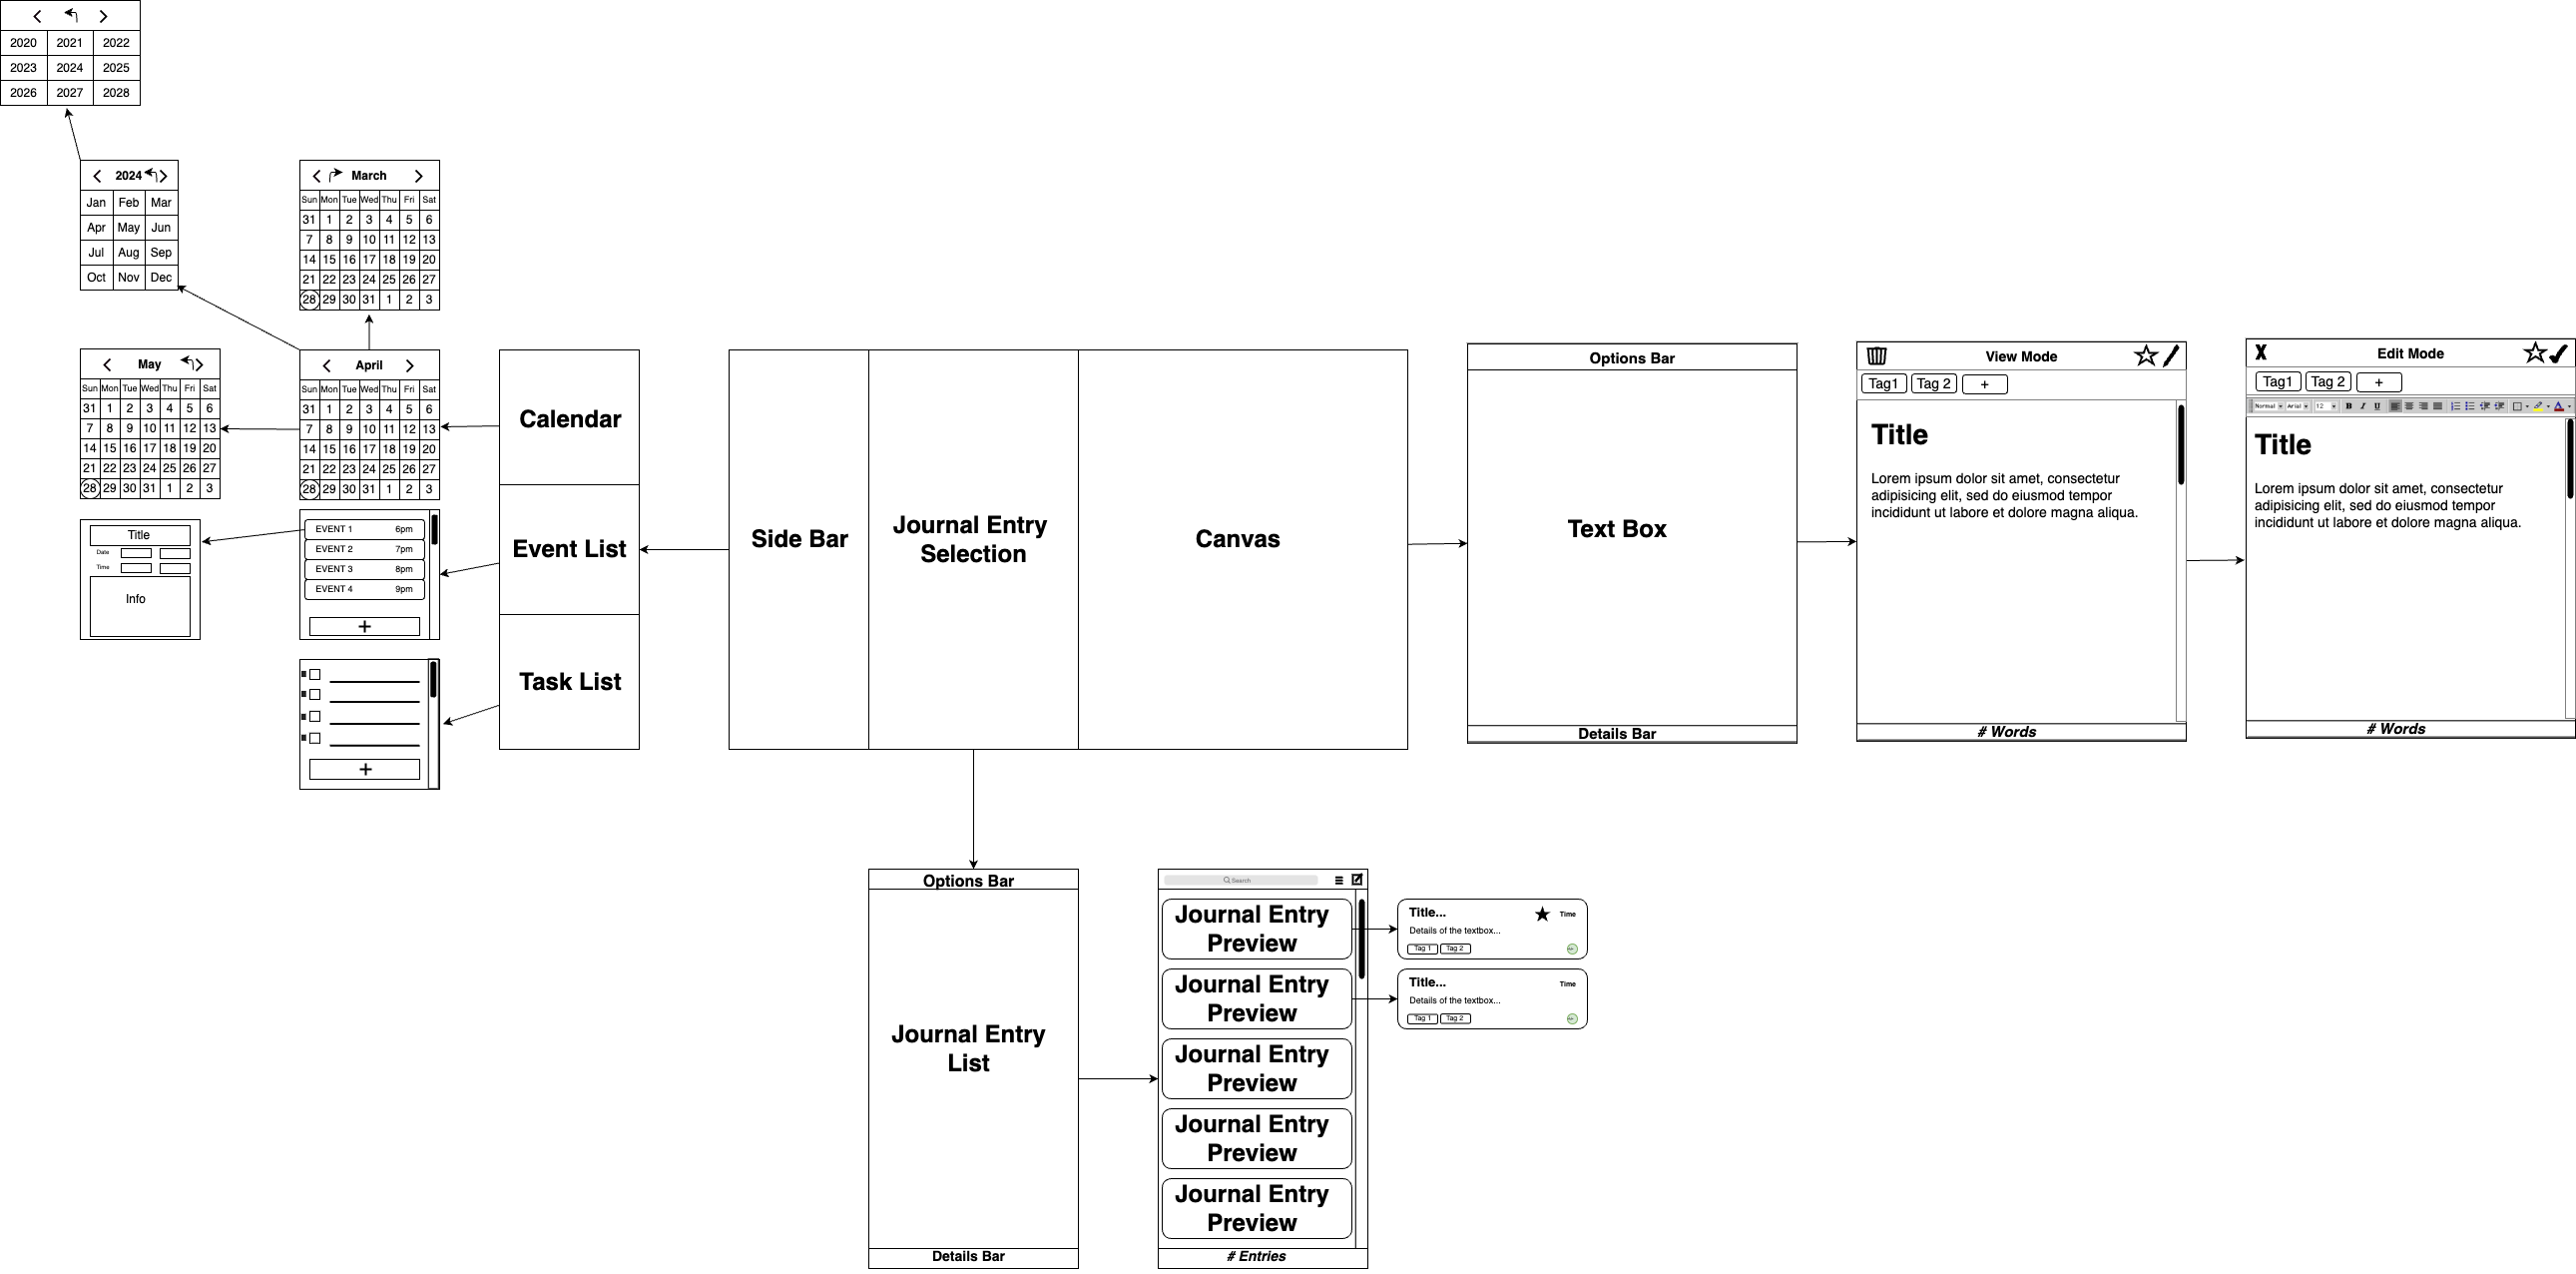 2020 2021 2022
2023 2024 2025
2026 2027 2028
2024
Jan Feb Mar
Apr May Jun
Jul Aug Sep
Oct Nov Dec
March
Sun Mon Tue Wed Thu Fri Sat
31 1 2 3 4 5 6
7 8 9 10 11 12 13
14 15 16 17 18 19 20
21 22 23 24 25 26 27
28 29 30 31 1 2 3
May
Sun Mon Tue Wed Thu Fri Sat
31 1 2 3 4 5 6
7 8 9 10 11 12 13
14 15 16 17 18 19 20
21 22 23 24 25 26 27
28 29 30 31 1 2 3
April
Sun Mon Tue Wed Thu Fri Sat
31 1 2 3 4 5 6
7 8 9 10 11 12 13
14 15 16 17 18 19 20
21 22 23 24 25 26 27
28 29 30 31 1 2 3
Title
Date
Time
Info
EVENT 1 6pm
EVENT 2 7pm
EVENT 3 8pm
EVENT 4 9pm
+
+
Calendar
Event List
Task List
Side Bar
Journal Entry
Selection
Canvas
Options Bar
Text Box
Details Bar
View Mode
Tag1 Tag 2 +
Title
Lorem ipsum dolor sit amet, consectetur
adipisicing elit, sed do eiusmod tempor
incididunt ut labore et dolore magna aliqua.
# Words
X Edit Mode
Tag1 Tag 2 +
Normal Arial 12 B I U A
Title
Lorem ipsum dolor sit amet, consectetur
adipisicing elit, sed do eiusmod tempor
incididunt ut labore et dolore magna aliqua.
# Words
Options Bar
Journal Entry
List
Details Bar
Search
Journal Entry
Preview
Journal Entry
Preview
Journal Entry
Preview
Journal Entry
Preview
Journal Entry
Preview
# Entries
Title... Time
Details of the textbox...
Tag 1 Tag 2
Title... Time
Details of the textbox...
Tag 1 Tag 2